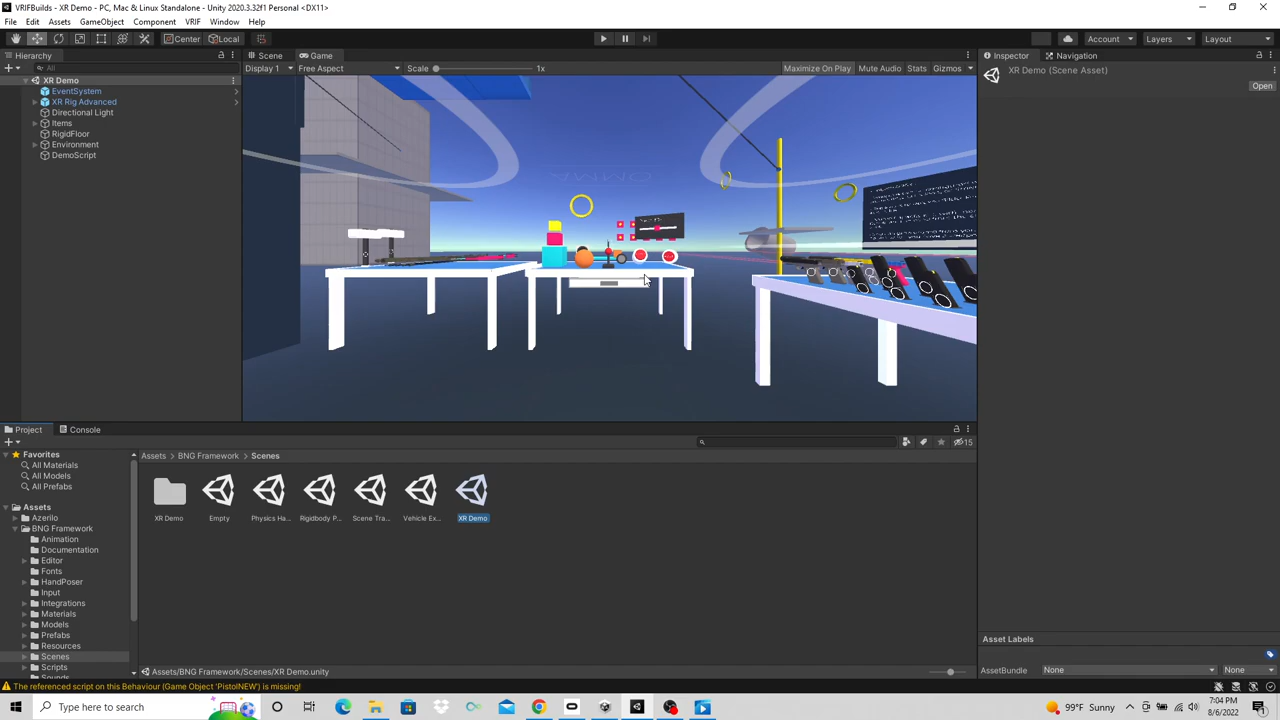 VRIFBuilds - XR Demo - PC, Mac & Linux Standalone - Unity 2020.3.32f1 Personal <DX11>
File Edit Assets GameObject Component VRIF Window Help
Center Local Account Layers Layout
Hierarchy Scene Game Inspector Navigation
All Display 1 Free Aspect Scale 1x Maximize On Play Mute Audio Stats Gizmos XR Demo (Scene Asset)
Open
XR Demo
EventSystem
XR Rig Advanced
Directional Light
Items
RigidFloor
Environment
DemoScript
AMMO
Project Console
15
Favorites Assets BNG Framework Scenes
All Materials
All Models
All Prefabs
Assets
Azerilo
BNG Framework
Animation
Documentation
Editor
Fonts
HandPoser
Input
Integrations
Materials
Models
Prefabs
Resources
Scenes
Scripts
Sounds
XR Demo Empty Physics Ha... Rigidbody P... Scene Tra... Vehicle Ex... XR Demo
Asset Labels
Assets/BNG Framework/Scenes/XR Demo.unity AssetBundle None None
The referenced script on this Behaviour (Game Object 'PistolNEW') is missing!
Type here to search 99°F Sunny 7:04 PM
8/6/2022